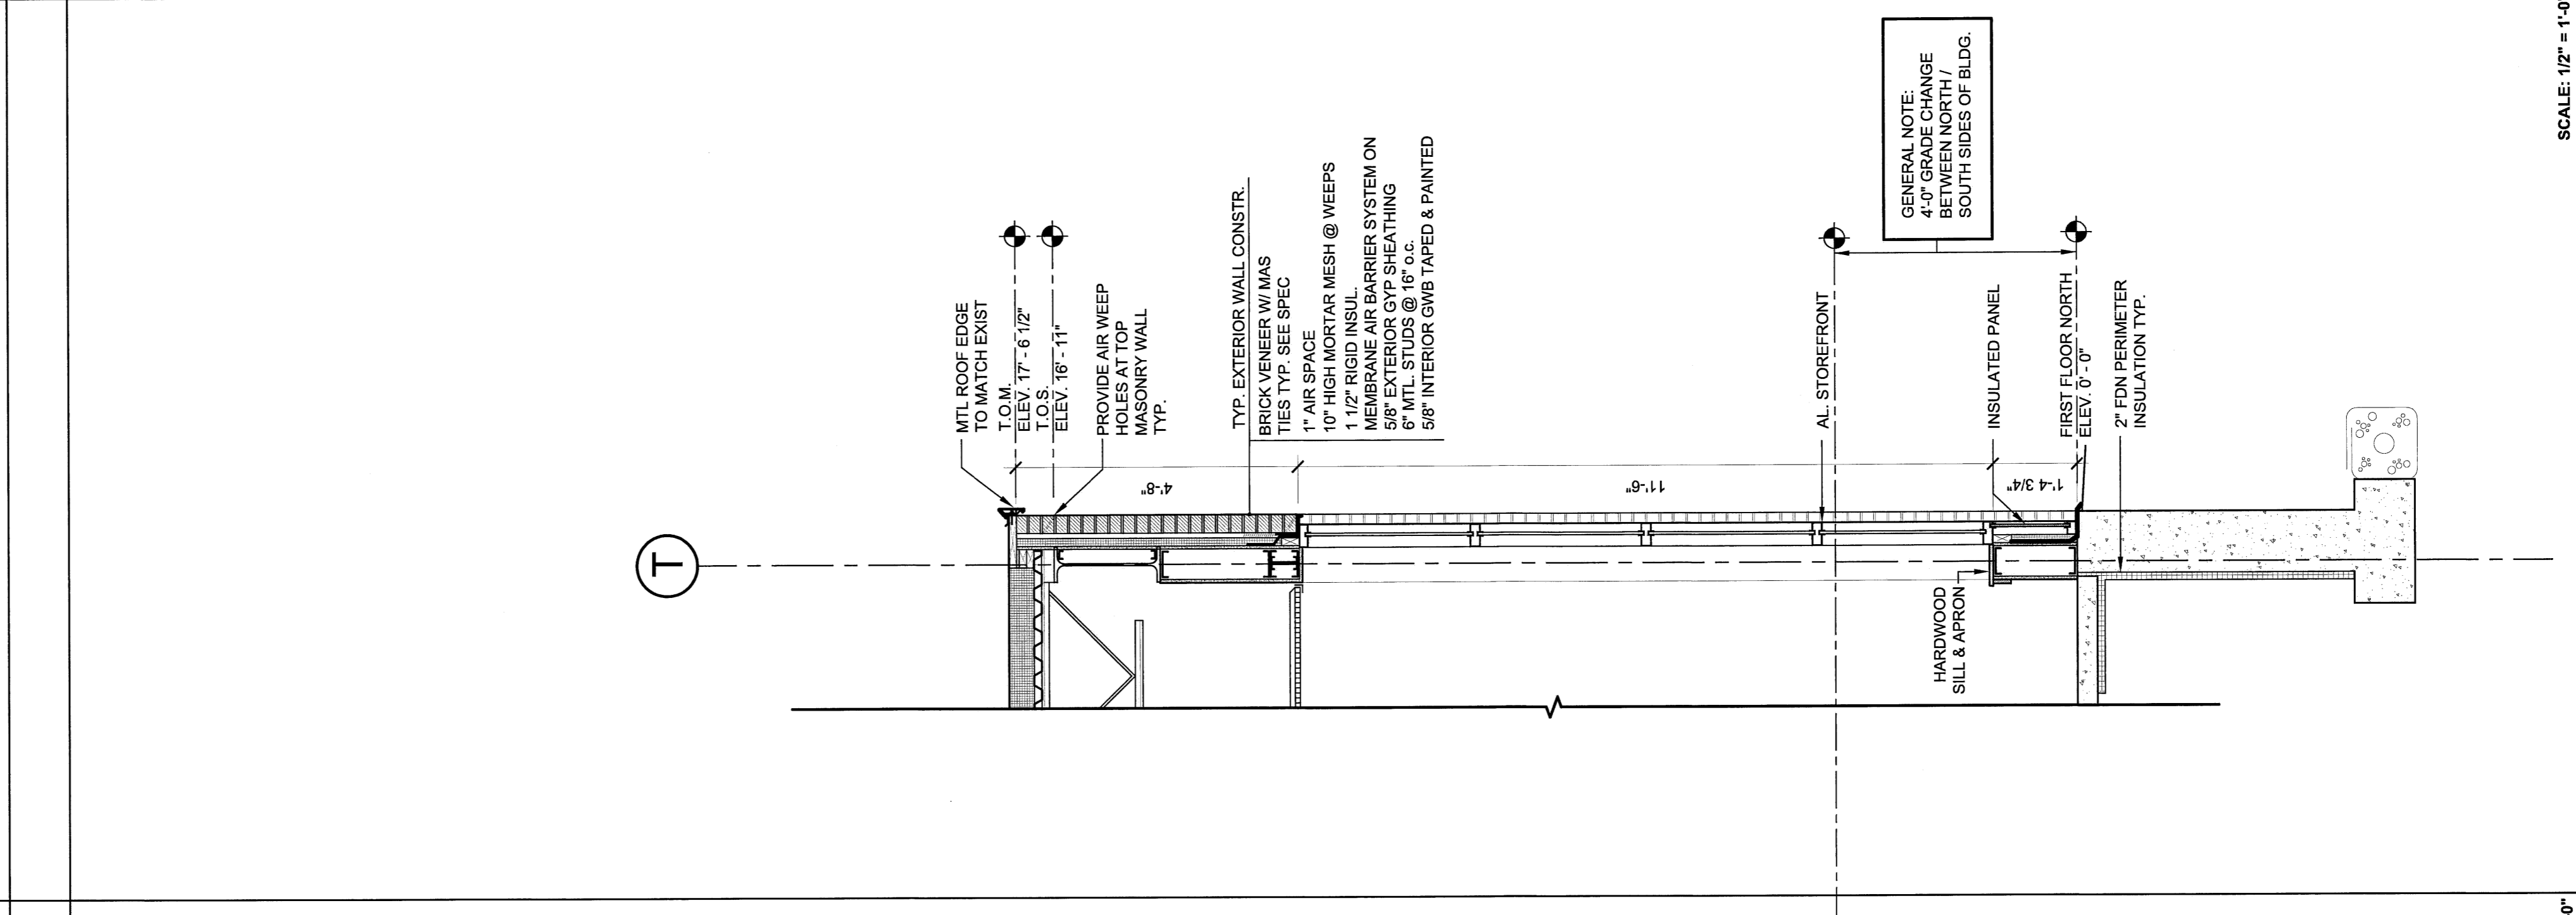 T
MTL ROOF EDGE
TO MATCH EXIST
T.O.M.
ELEV. 17' - 6 1/2"
T.O.S.
ELEV. 16' - 11"
PROVIDE AIR WEEP
HOLES AT TOP
MASONRY WALL
TYP.
4'-8"
TYP. EXTERIOR WALL CONSTR.
BRICK VENEER W/ MAS
TIES TYP. SEE SPEC
1" AIR SPACE
10" HIGH MORTAR MESH @ WEEPS
1 1/2" RIGID INSUL.
MEMBRANE AIR BARRIER SYSTEM ON
5/8" EXTERIOR GYP SHEATHING
6" MTL. STUDS @ 16" o.c.
5/8" INTERIOR GWB TAPED & PAINTED
11'-6"
AL. STOREFRONT
GENERAL NOTE:
4'-0" GRADE CHANGE
BETWEEN NORTH /
SOUTH SIDES OF BLDG.
INSULATED PANEL
1'-4 3/4"
HARDWOOD
SILL & APRON
FIRST FLOOR NORTH
ELEV. 0' - 0"
2" FDN PERIMETER
INSULATION TYP.
SCALE: 1/2" = 1'-0"
0"